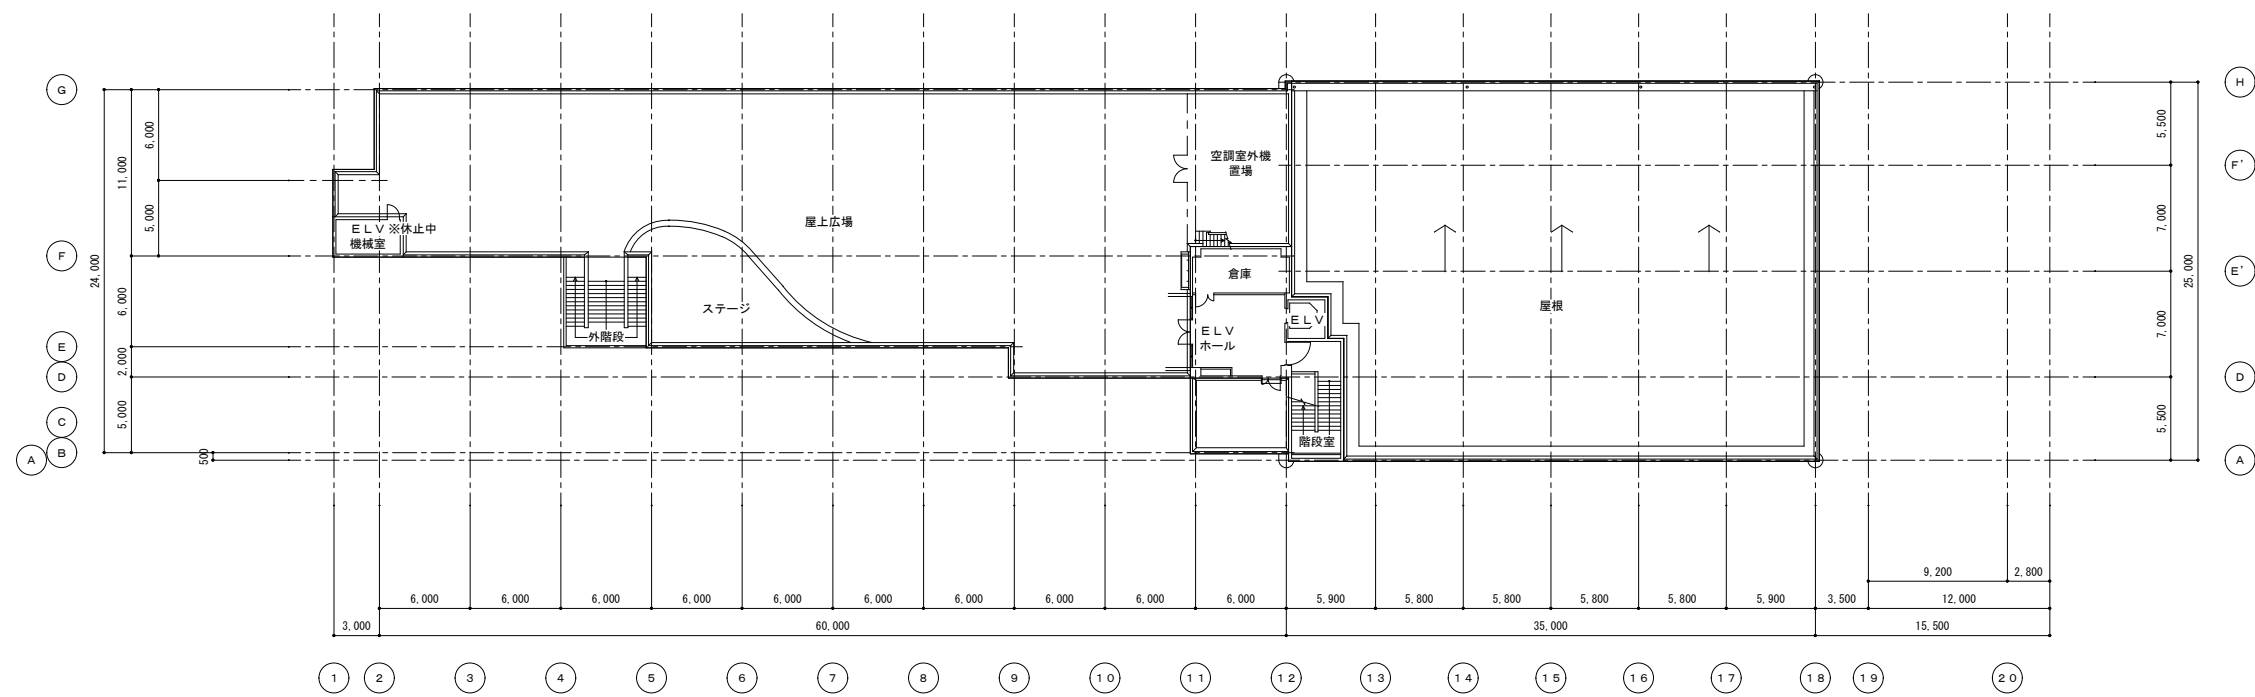 G
H
6,000
5,500
11,000
空調室外機
置場
F'
5,000
屋上広場
7,000
ELV ※休止中
機械室
F
24,000
倉庫
E'
25,000
6,000
ステージ
屋根
ELV
外階段
ELV
ホール
7,000
E
2,000
D
D
5,000
C
5,500
階段室
B
A
500
A
9,200
2,800
6,000
6,000
6,000
6,000
6,000
6,000
6,000
6,000
6,000
6,000
5,900
5,800
5,800
5,800
5,800
5,900
3,500
12,000
3,000
60,000
35,000
15,500
1
2
3
4
5
6
7
8
9
10
11
12
13
14
15
16
17
18
19
20